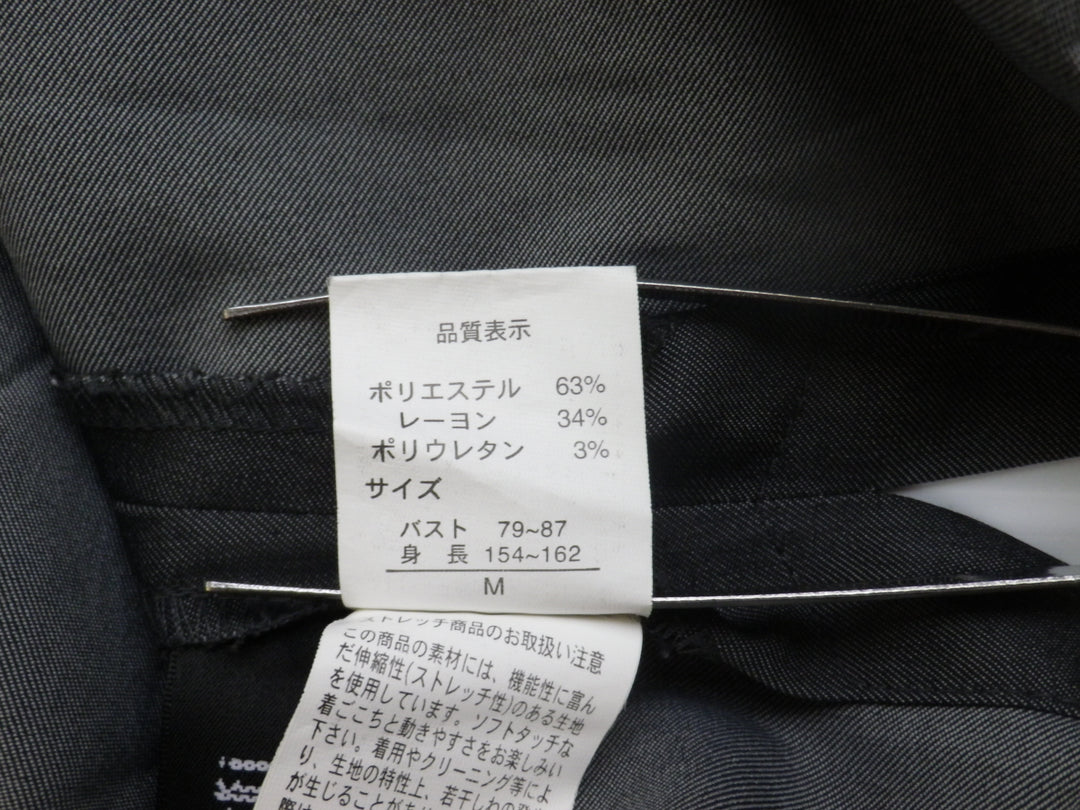 品質表示
ポリエステル 63%
レーヨン 34%
ポリウレタン 3%
サイズ
バスト 79~87
身長 154~162
M
ストレッチ商品のお取扱い注意
この商品の素材には、機能性に富ん
だ伸縮性(ストレッチ性)のある生地
を使用しています。ソフトタッチな
着ごこちと動きやすさをお楽しみい
下さい。着用やクリーニング等によ
り、生地の特性上、若干しわの
が生じることが